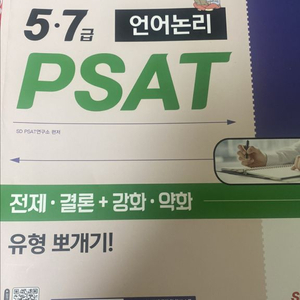 5·7급 언어논리
PSAT
SD PSAT연구소 편저
전제·결론+강화·약화
유형 뽀개기!
S